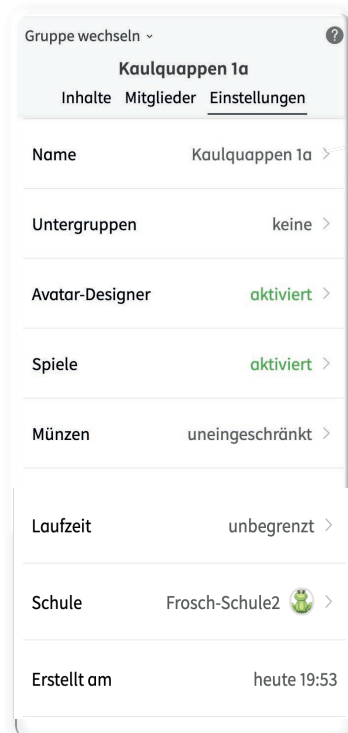 Gruppe wechseln
?
Kaulquappen 1a
Inhalte Mitglieder Einstellungen
Name Kaulquappen 1a
Untergruppen keine
Avatar-Designer aktiviert
Spiele aktiviert
Münzen uneingeschränkt
Laufzeit unbegrenzt
Schule Frosch-Schule2
Erstellt am heute 19:53